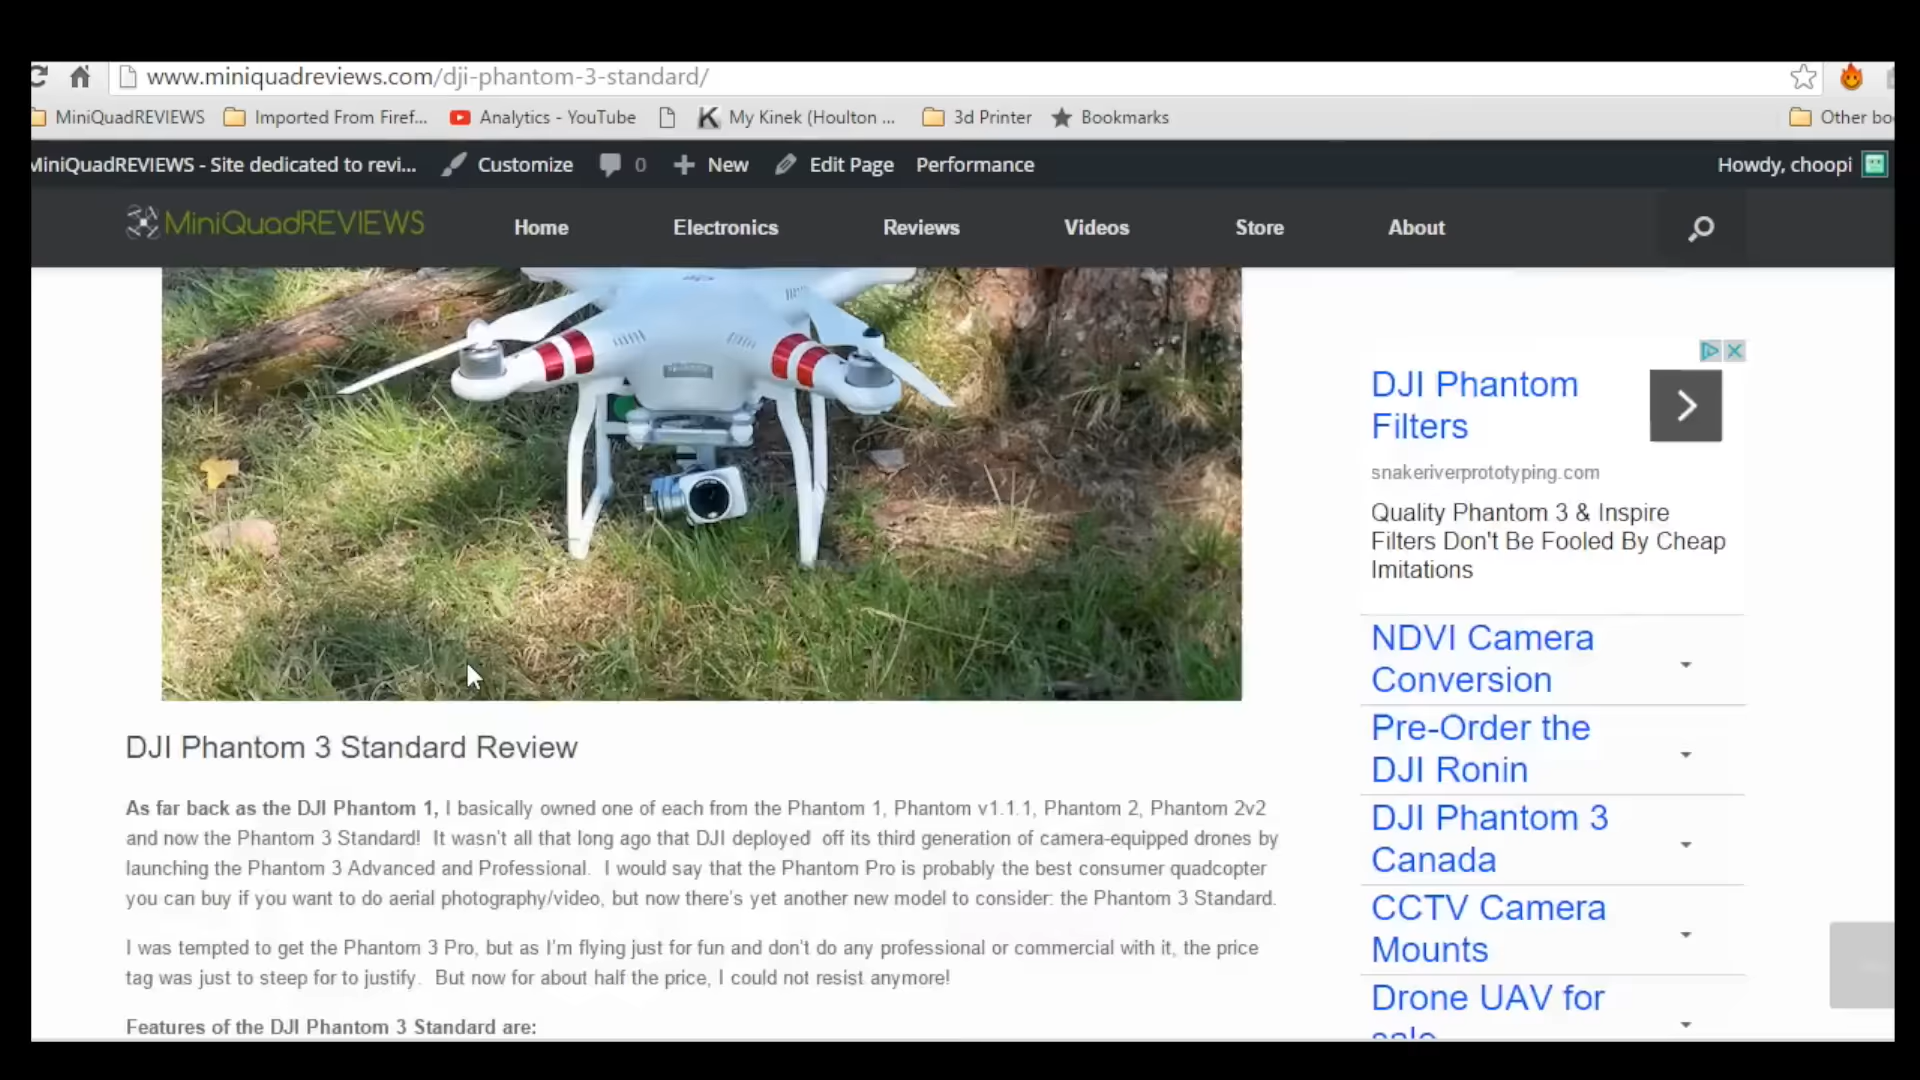 www.miniquadreviews.com/dji-phantom-3-standard/
MiniQuadREVIEWS
Imported From Firef...
Analytics - YouTube
My Kinek (Houlton ...
3d Printer
Bookmarks
Other bo
MiniQuadREVIEWS - Site dedicated to revi...
Customize
0
New
Edit Page
Performance
Howdy, choopi
MiniQuadREVIEWS
Home
Electronics
Reviews
Videos
Store
About
DJI Phantom 3 Standard Review
As far back as the DJI Phantom 1, I basically owned one of each from the Phantom 1, Phantom v1.1.1, Phantom 2, Phantom 2v2
and now the Phantom 3 Standard!  It wasn't all that long ago that DJI deployed  off its third generation of camera-equipped drones by
launching the Phantom 3 Advanced and Professional.  I would say that the Phantom Pro is probably the best consumer quadcopter
you can buy if you want to do aerial photography/video, but now there's yet another new model to consider: the Phantom 3 Standard.
I was tempted to get the Phantom 3 Pro, but as I'm flying just for fun and don't do any professional or commercial with it, the price
tag was just to steep for to justify.  But now for about half the price, I could not resist anymore!
Features of the DJI Phantom 3 Standard are:
DJI Phantom
Filters
snakeriverprototyping.com
Quality Phantom 3 & Inspire
Filters Don't Be Fooled By Cheap
Imitations
NDVI Camera
Conversion
Pre-Order the
DJI Ronin
DJI Phantom 3
Canada
CCTV Camera
Mounts
Drone UAV for
sale